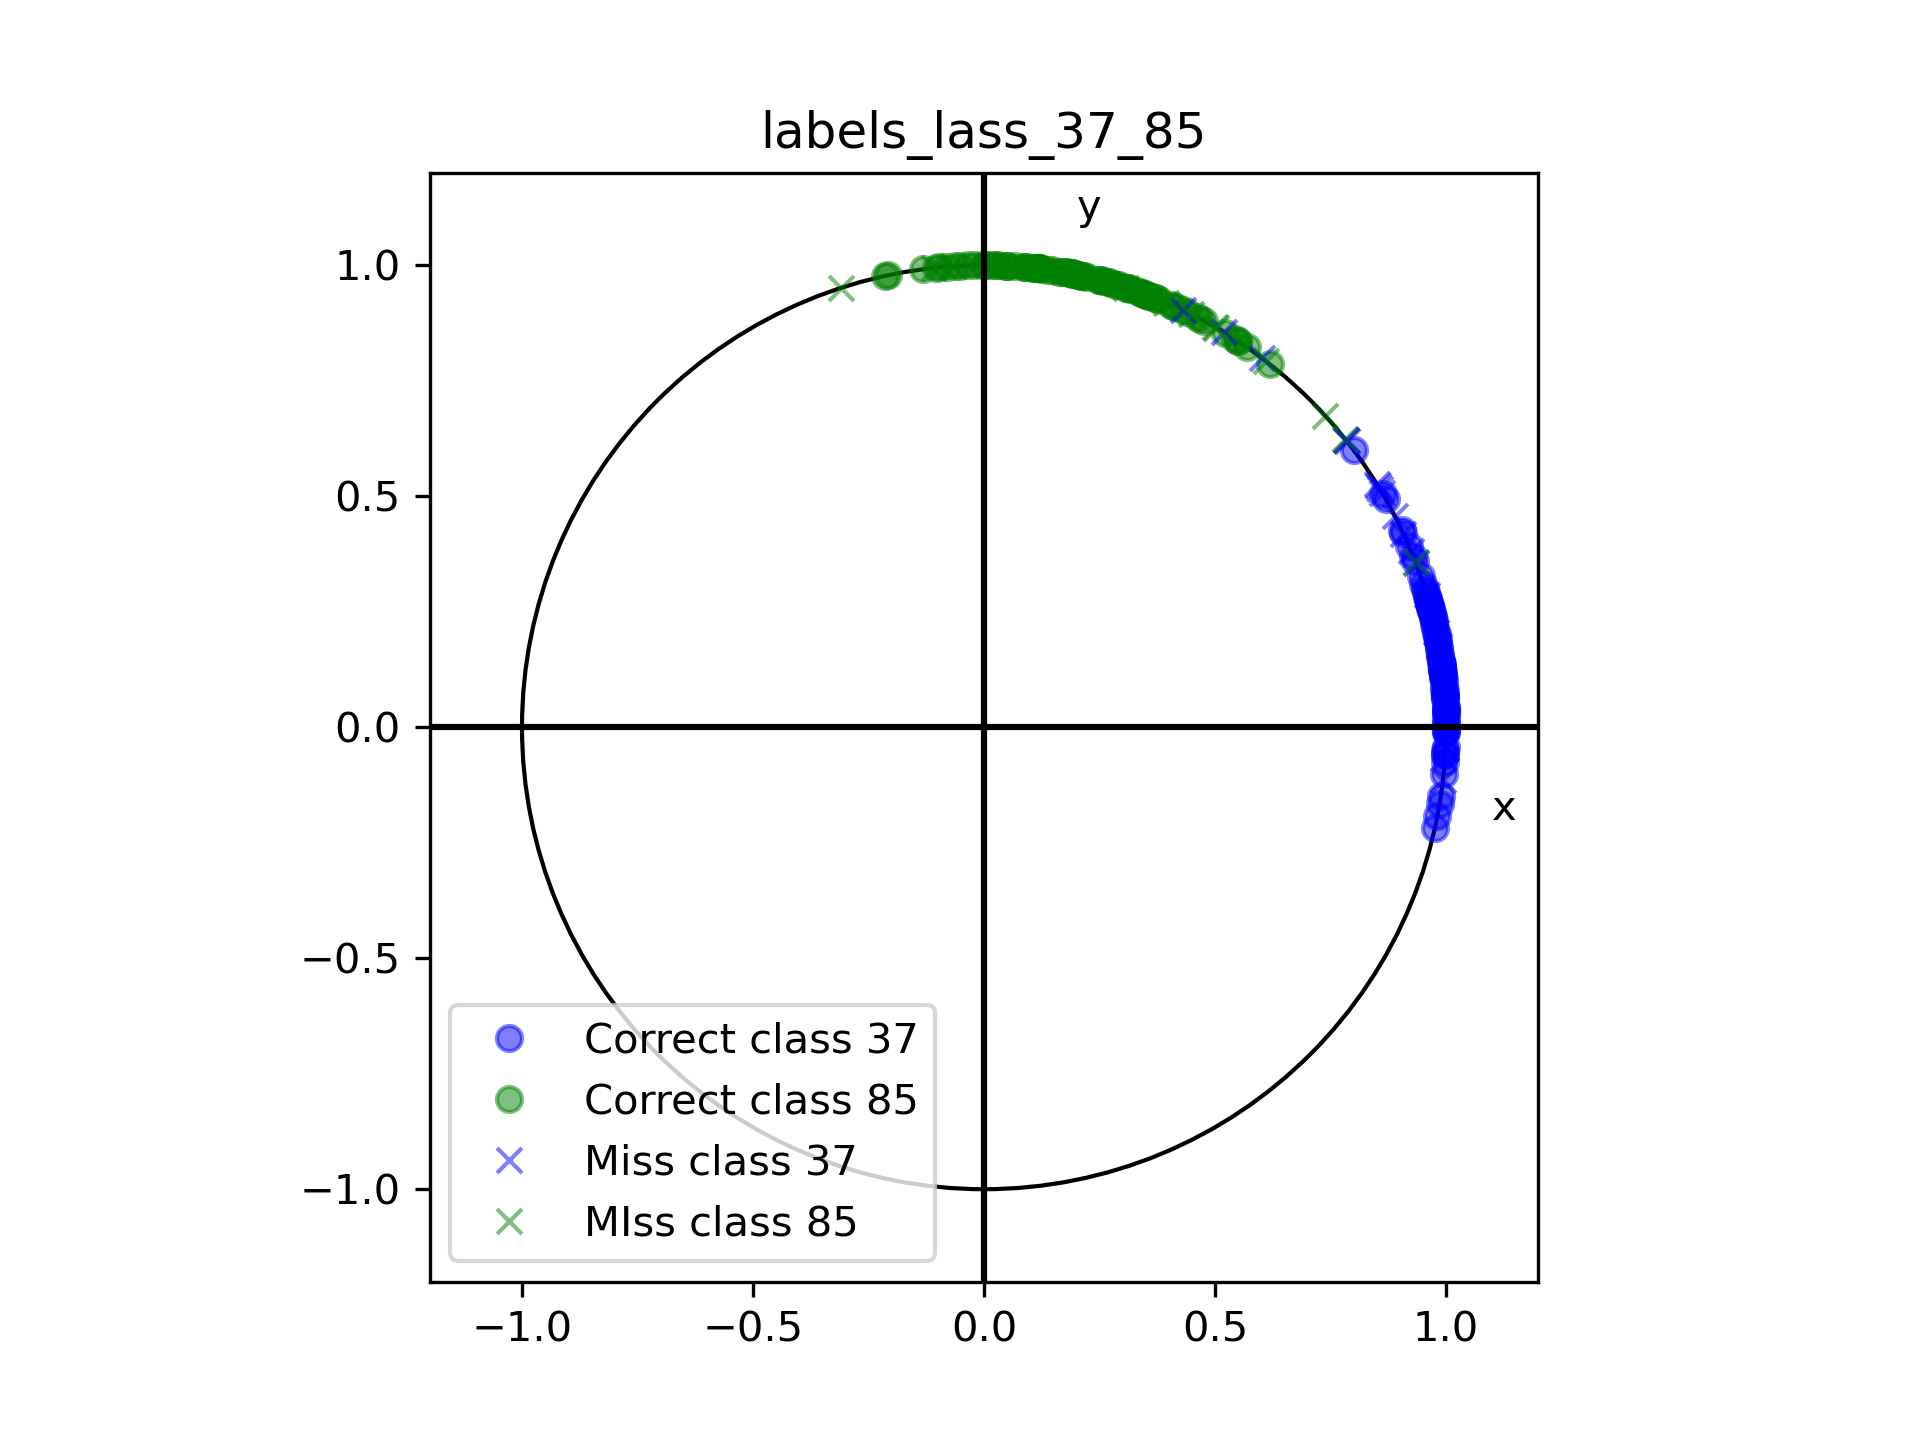 labels_lass_37_85
y
1.0
0.5
0.0
x
−0.5
−1.0
Correct class 37
Correct class 85
Miss class 37
MIss class 85
−1.0 −0.5 0.0 0.5 1.0